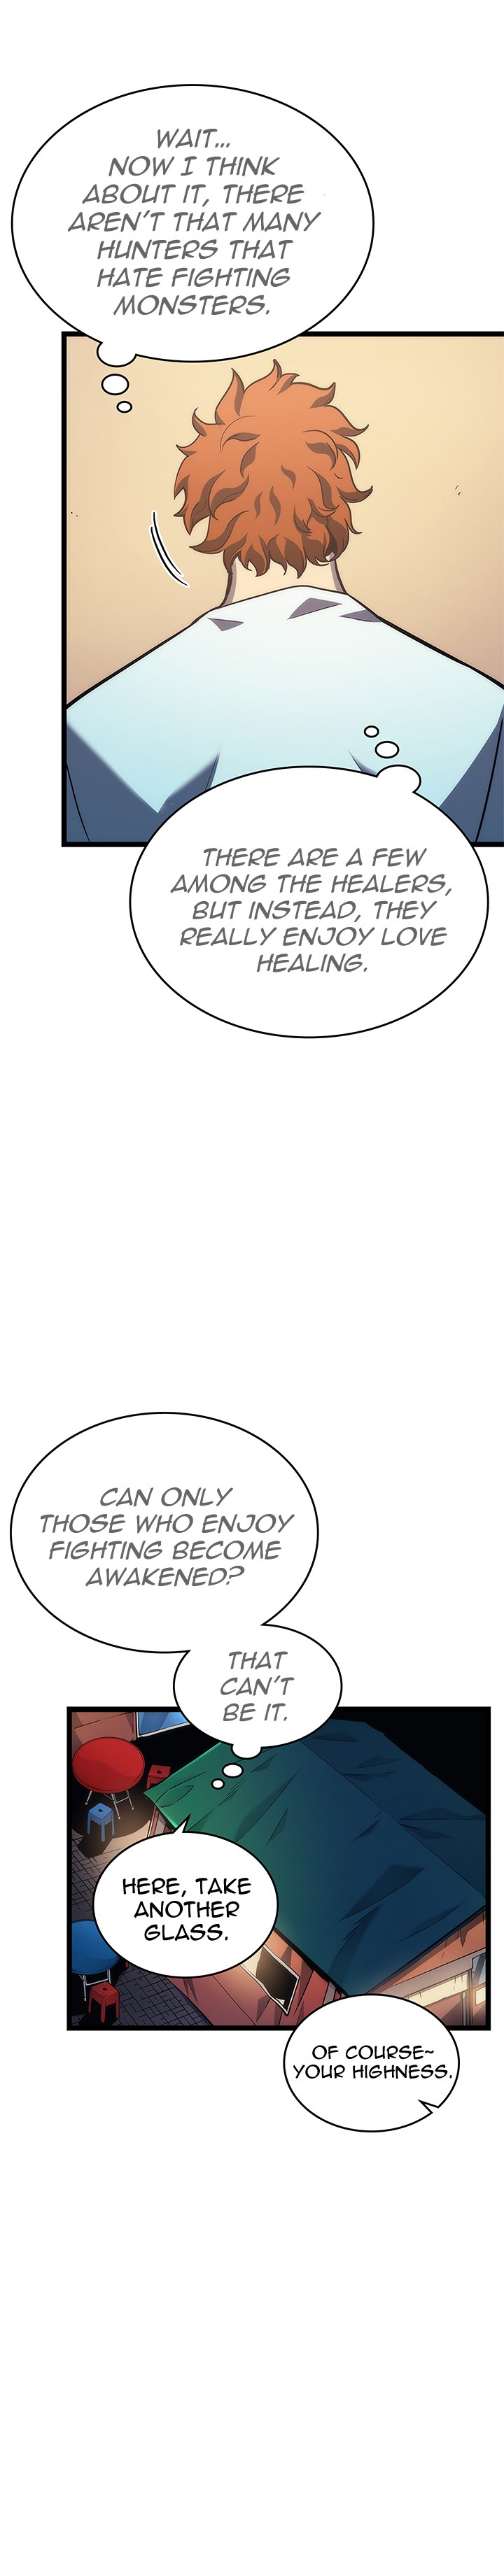 WAIT...
NOW I THINK
ABOUT IT, THERE
AREN'T THAT MANY
HUNTERS THAT
HATE FIGHTING
MONSTERS.
THERE ARE A FEW
AMONG THE HEALERS,
BUT INSTEAD, THEY
REALLY ENJOY LOVE
HEALING.
CAN ONLY
THOSE WHO ENJOY
FIGHTING BECOME
AWAKENED?
THAT
CAN'T
BE IT.
HERE, TAKE
ANOTHER
GLASS.
OF COURSE~
YOUR HIGHNESS.